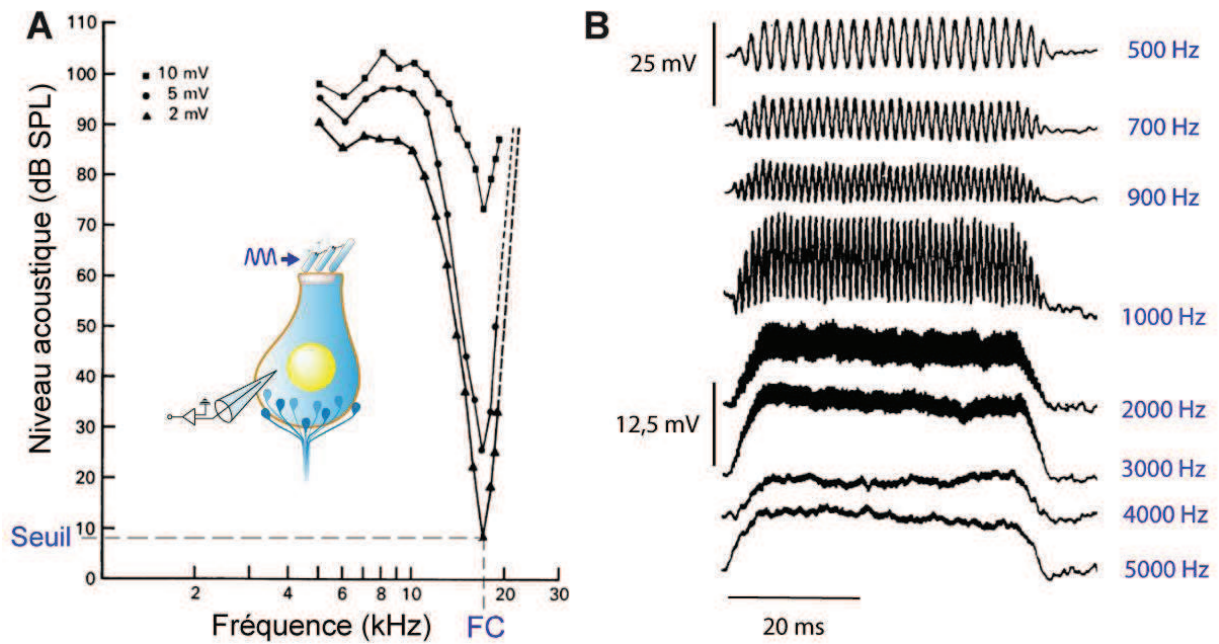 A
Niveau acoustique (dB SPL)
110
100
90
80
70
60
50
40
30
20
10
0
10 mV
5 mV
2 mV
Seuil
2
4
6
8
10
20
30
Fréquence (kHz)
FC
B
25 mV
12,5 mV
500 Hz
700 Hz
900 Hz
1000 Hz
2000 Hz
3000 Hz
4000 Hz
5000 Hz
20 ms